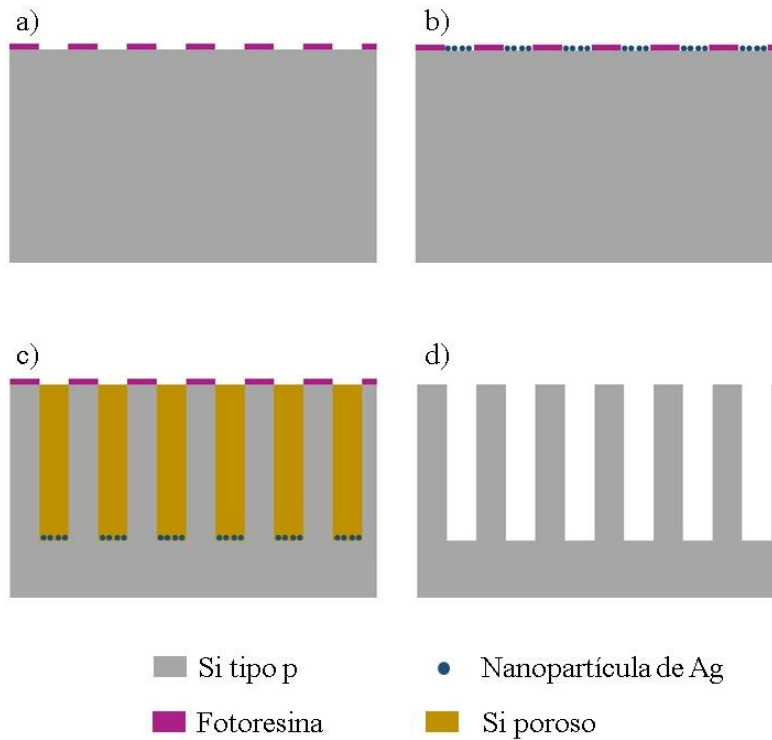 a)
b)
c)
d)
Si tipo p
Nanopartícula de Ag
Fotoresina
Si poroso